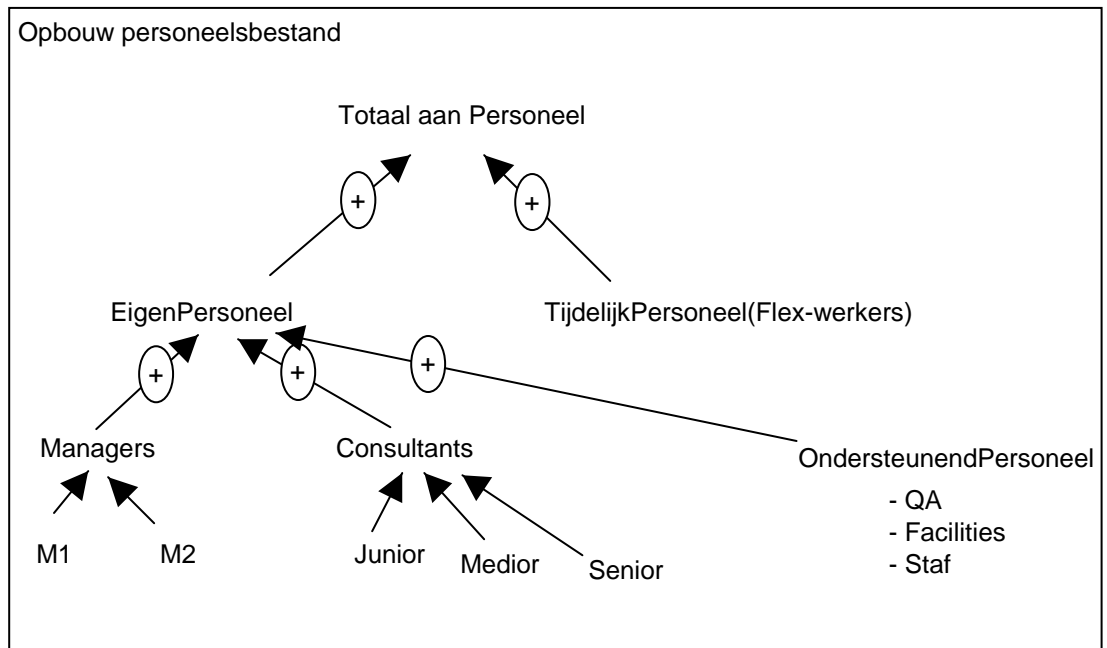 Opbouw personeelsbestand
Totaal aan Personeel
+
+
EigenPersoneel
TijdelijkPersoneel(Flex-werkers)
+
+
+
Managers
Consultants
OndersteunendPersoneel
- QA
- Facilities
- Staf
M1
M2
Junior
Medior
Senior